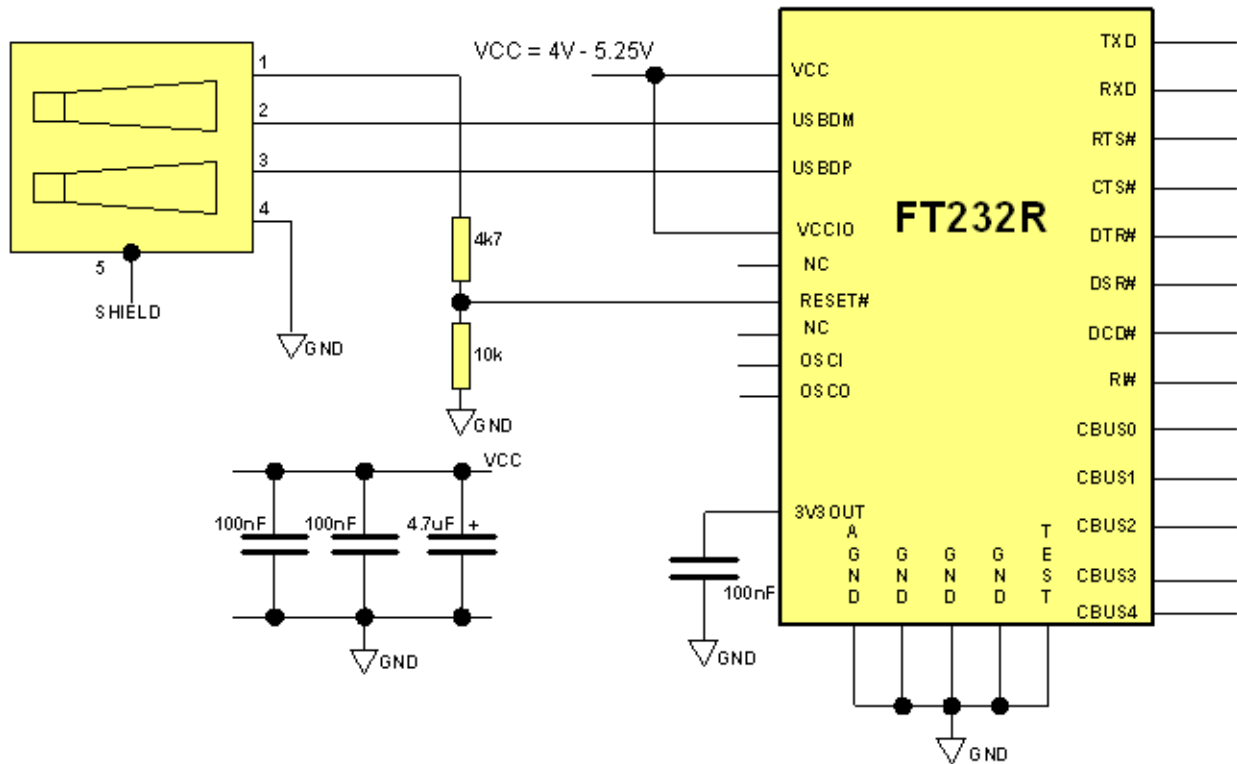 1
2
3
4
5
SHIELD
GND
VCC = 4V - 5.25V
4k7
10k
GND
VCC
100nF
100nF
4.7uF +
GND
FT232R
VCC
USBDM
USBDP
VCCIO
NC
RESET#
NC
OSCI
OSCO
3V3OUT
100nF
GND
AGND
GND
GND
GND
TEST
GND
TXD
RXD
RTS#
CTS#
DTR#
DSR#
DCD#
RI#
CBUS0
CBUS1
CBUS2
CBUS3
CBUS4